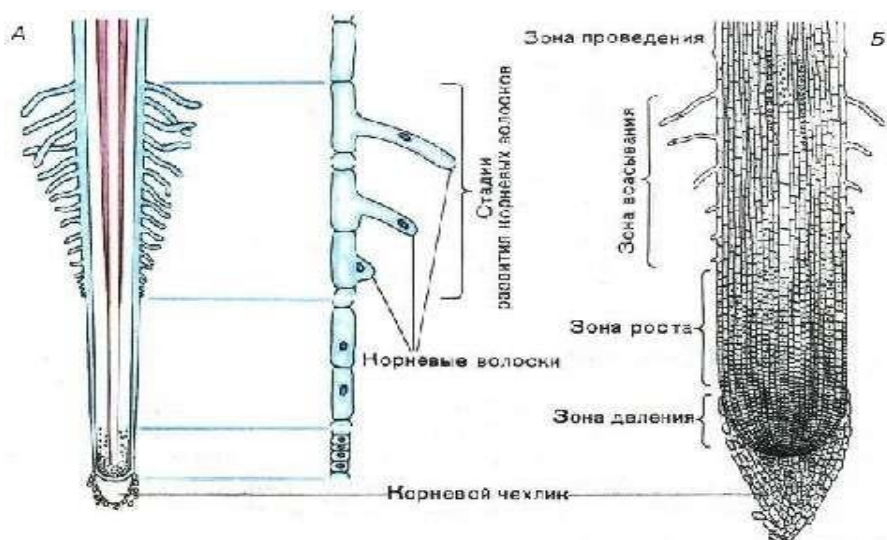 А
Зона проведения
Б
Стадии
развития корневых волосков
Зона всасывания
Зона роста
Корневые волоски
Зона деления
Корневой чехлик